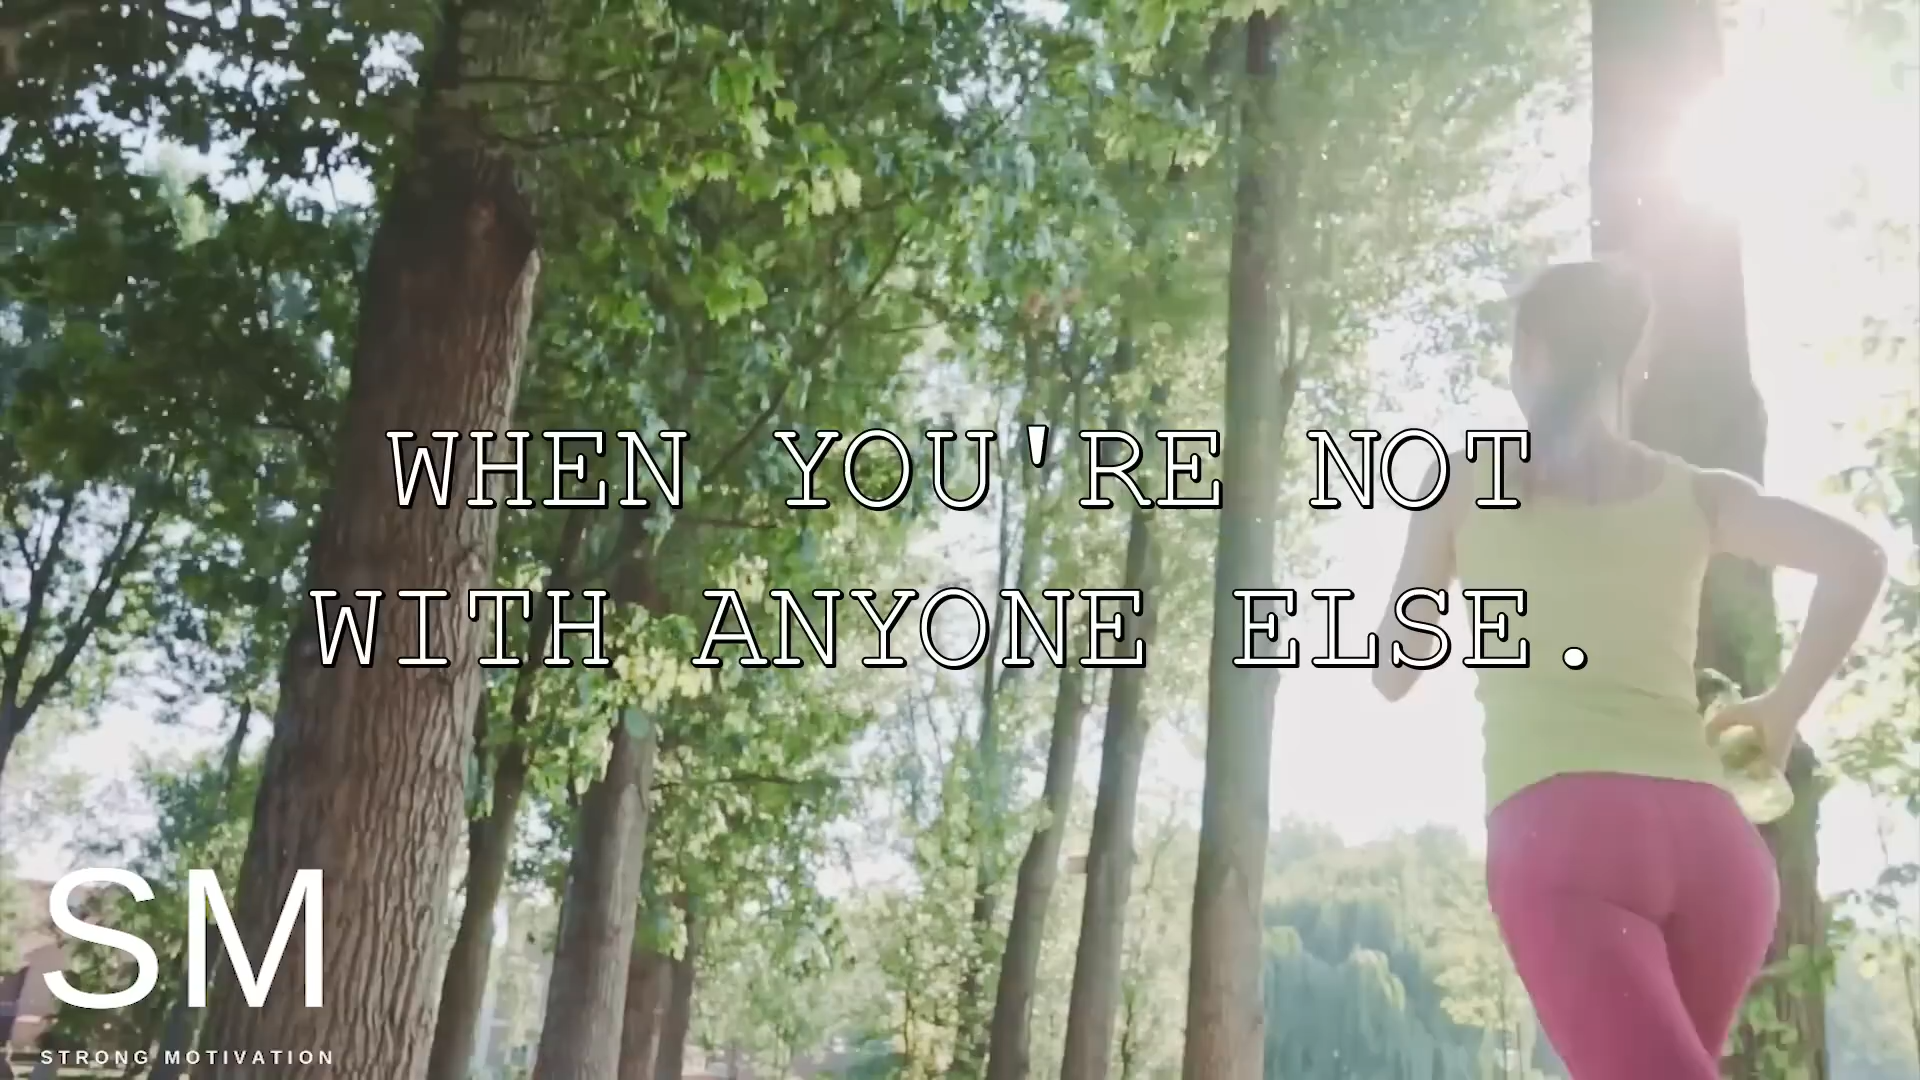 WHEN YOU'RE NOT
WITH ANYONE ELSE.
SM
STRONG MOTIVATION